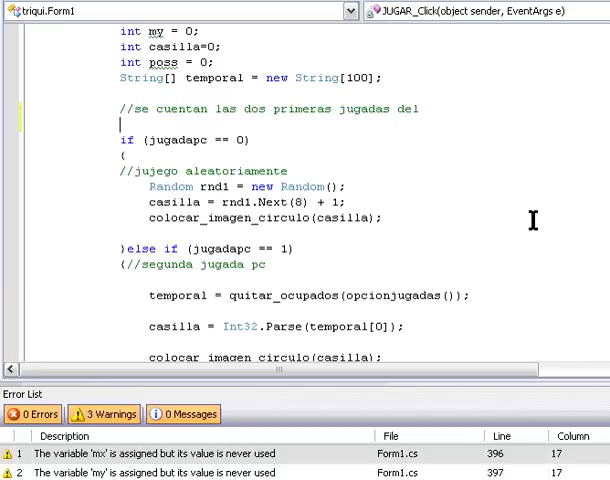 triqui.Form1
JUGAR_Click(object sender, EventArgs e)
int my = 0;
int casilla=0;
int poss = 0;
String[] temporal = new String[100];
//se cuentan las dos primeras jugadas del
if (jugadapc == 0)
{
//jujego aleatoriamente
Random rnd1 = new Random();
casilla = rnd1.Next(8) + 1;
colocar_imagen_circulo(casilla);
}else if (jugadapc == 1)
{//segunda jugada pc
temporal = quitar_ocupados(opcionjugadas());
casilla = Int32.Parse(temporal[0]);
colocar_imagen_circulo(casilla);
Error List
0 Errors 3 Warnings 0 Messages
Description File Line Column
1 The variable 'mx' is assigned but its value is never used Form1.cs 396 17
2 The variable 'my' is assigned but its value is never used Form1.cs 397 17